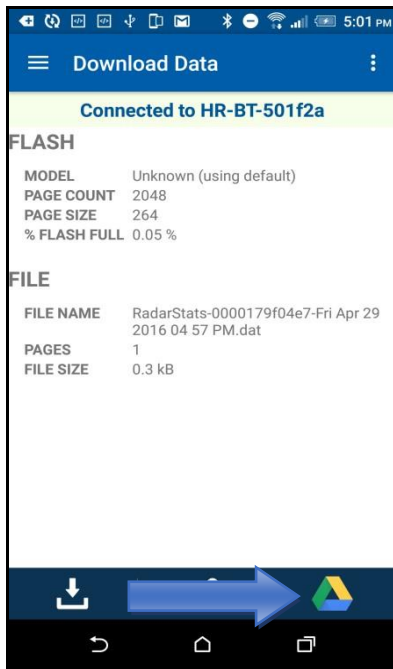 5:01 PM
Download Data
Connected to HR-BT-501f2a
FLASH
MODEL Unknown (using default)
PAGE COUNT 2048
PAGE SIZE 264
% FLASH FULL 0.05 %
FILE
FILE NAME RadarStats-0000179f04e7-Fri Apr 29
2016 04 57 PM.dat
PAGES 1
FILE SIZE 0.3 kB